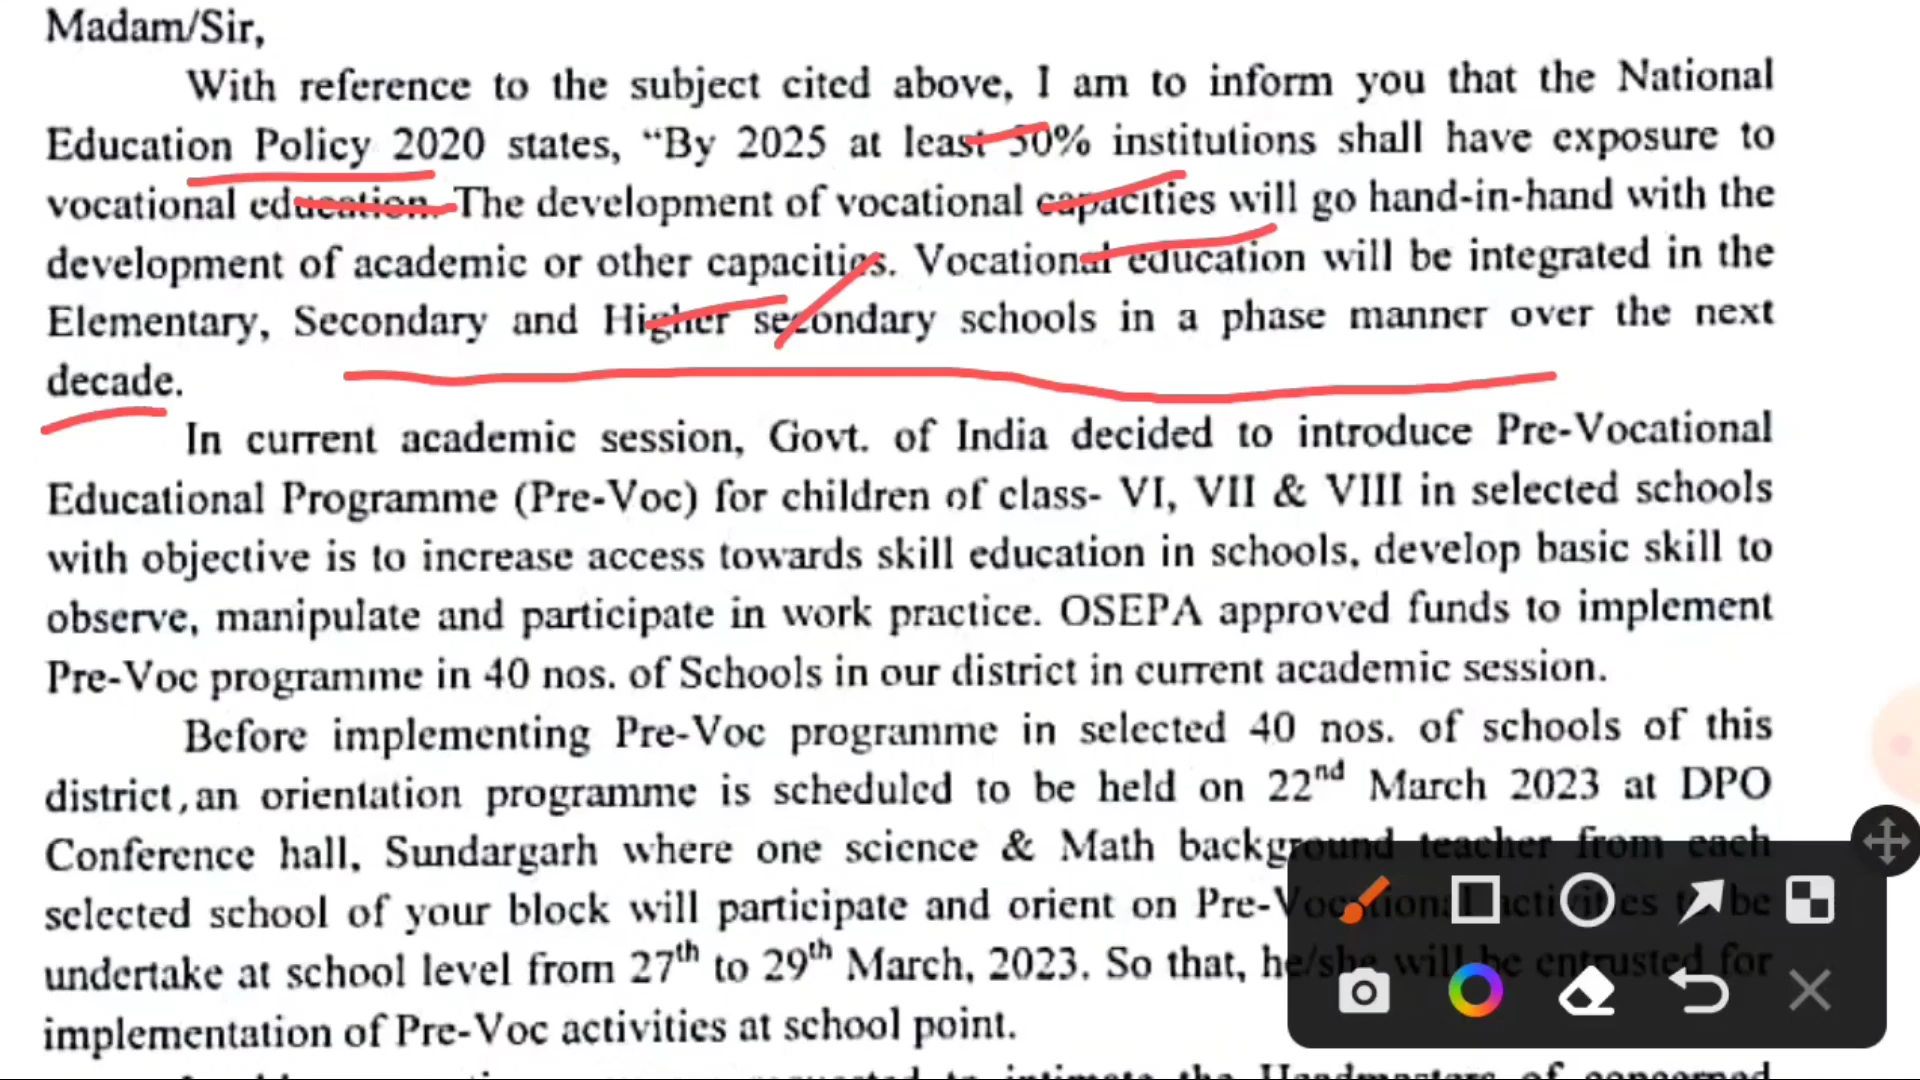 Madam/Sir,
With reference to the subject cited above, I am to inform you that the National
Education Policy 2020 states, “By 2025 at least 50% institutions shall have exposure to
vocational education. The development of vocational capacities will go hand-in-hand with the
development of academic or other capacities. Vocational education will be integrated in the
Elementary, Secondary and Higher secondary schools in a phase manner over the next
decade.
In current academic session, Govt. of India decided to introduce Pre-Vocational
Educational Programme (Pre-Voc) for children of class- VI, VII & VIII in selected schools
with objective is to increase access towards skill education in schools, develop basic skill to
observe, manipulate and participate in work practice. OSEPA approved funds to implement
Pre-Voc programme in 40 nos. of Schools in our district in current academic session.
Before implementing Pre-Voc programme in selected 40 nos. of schools of this
district, an orientation programme is scheduled to be held on 22nd March 2023 at DPO
Conference hall, Sundargarh where one science & Math background teacher from each
selected school of your block will participate and orient on Pre-Vocational activities to be
undertake at school level from 27th to 29th March, 2023. So that, he/she will be entrusted for
implementation of Pre-Voc activities at school point.
requested to intimate the Headmasters of concerned